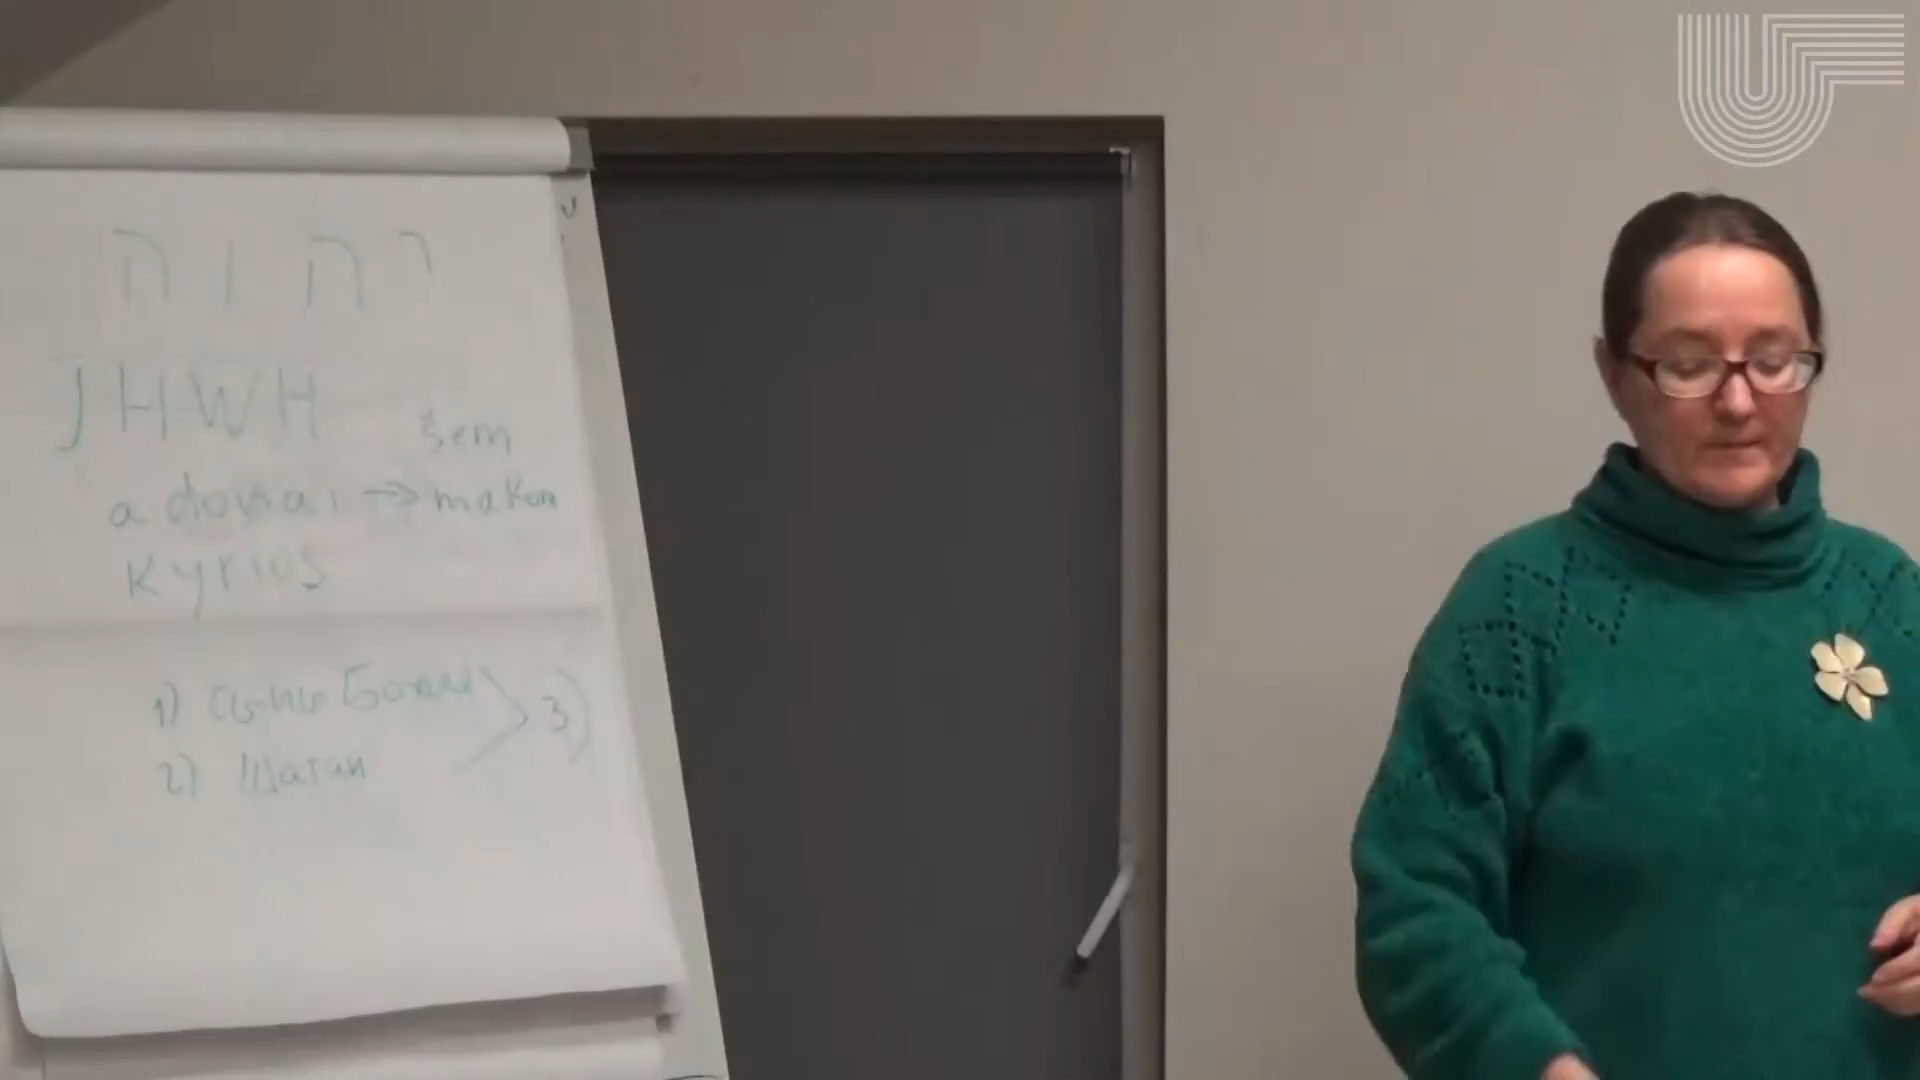 יהוה
JHWH
šem
adonai → makom
Kyrios
1) Сыны Божии
3)
2) Шатан